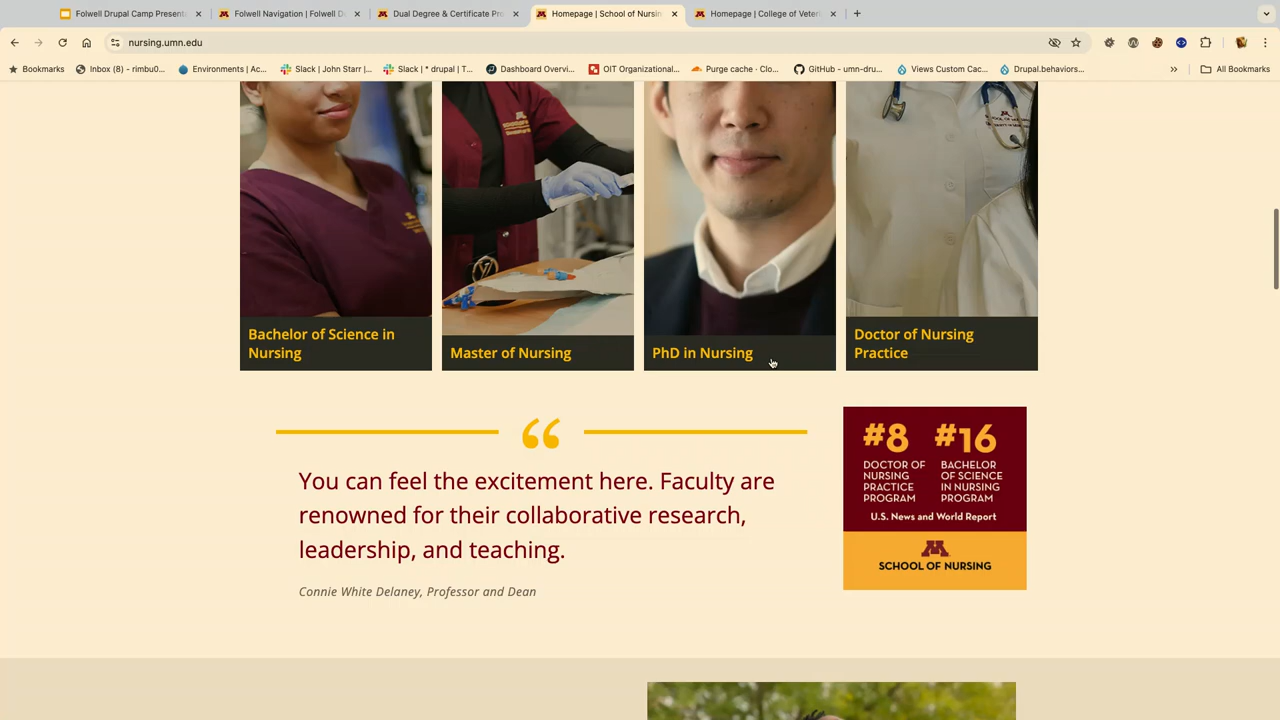 Folwell Drupal Camp Present
Folwell Navigation | Folwell D
Dual Degree & Certificate Pr
Homepage | School of Nursin
Homepage | College of Veteri
nursing.umn.edu
Bookmarks
Inbox (8) - rimbu0...
Environments | Ac...
Slack | John Starr |...
Slack | * drupal | T...
Dashboard Overvi...
OIT Organizational...
Purge cache · Clo...
GitHub - umn-dru...
Views Custom Cac...
Drupal.behaviors...
»
All Bookmarks
Bachelor of Science in
Nursing
Master of Nursing
PhD in Nursing
Doctor of Nursing
Practice
“
You can feel the excitement here. Faculty are
renowned for their collaborative research,
leadership, and teaching.
Connie White Delaney, Professor and Dean
#8
DOCTOR OF
NURSING
PRACTICE
PROGRAM
#16
BACHELOR
OF SCIENCE
IN NURSING
PROGRAM
U.S. News and World Report
M
SCHOOL OF NURSING